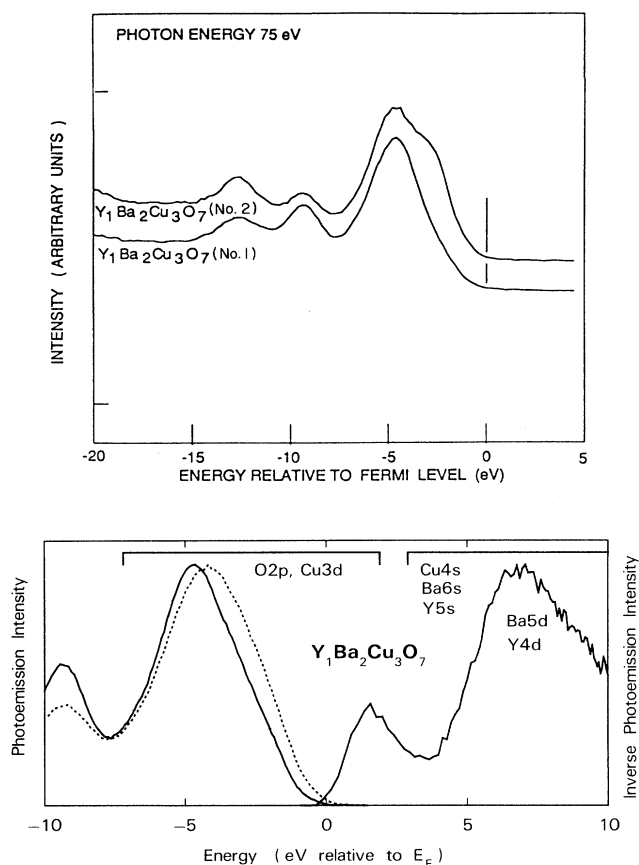 PHOTON ENERGY 75 eV
INTENSITY (ARBITRARY UNITS)
Y₁Ba₂Cu₃O₇(No.2)
Y₁Ba₂Cu₃O₇(No.1)
-20 -15 -10 -5 0 5
ENERGY RELATIVE TO FERMI LEVEL (eV)
Photoemission Intensity
O2p, Cu3d
Cu4s
Ba6s
Y5s
Ba5d
Y4d
Y₁Ba₂Cu₃O₇
Inverse Photoemission Intensity
−10 −5 0 5 10
Energy (eV relative to E_F)